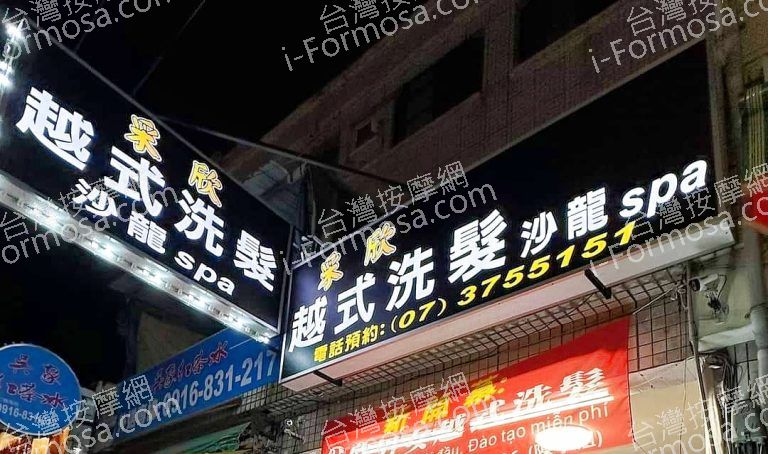 采欣
越式洗髮
沙龍spa
采欣
越式洗髮沙龍spa
電話預約:(07)3755151
0916-831-217
越式洗髮
đầu, Đào tạo miễn phí
台灣按摩網
i-Formosa.com